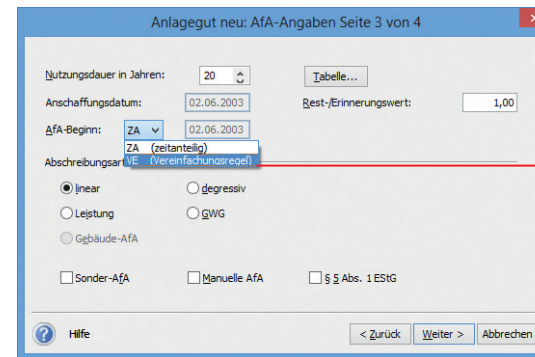 Anlagegut neu: AfA-Angaben Seite 3 von 4
Nutzungsdauer in Jahren: 20 Tabelle...
Anschaffungsdatum: 02.06.2003 Rest-/Erinnerungswert: 1,00
AfA-Beginn: ZA 02.06.2003
ZA (zeitanteilig)
Abschreibungsart VE (Vereinfachungsregel)
linear degressiv
Leistung GWG
Gebäude-AfA
Sonder-AfA Manuelle AfA § 5 Abs. 1 EStG
? Hilfe < Zurück Weiter > Abbrechen